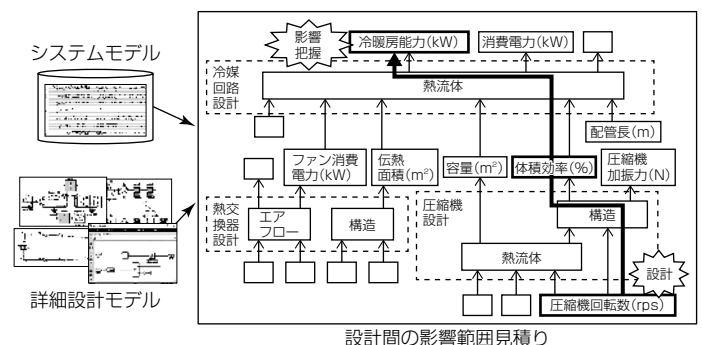 システムモデル
詳細設計モデル
影響
把握
冷暖房能力(kW)
消費電力(kW)
冷媒
回路
設計
熱流体
配管長(m)
ファン消費
電力(kW)
伝熱
面積(m²)
容量(m²)
体積効率(%)
圧縮機
加振力(N)
熱交
換器
設計
エア
フロー
構造
圧縮機
設計
構造
熱流体
設計
圧縮機回転数(rps)
設計間の影響範囲見積り